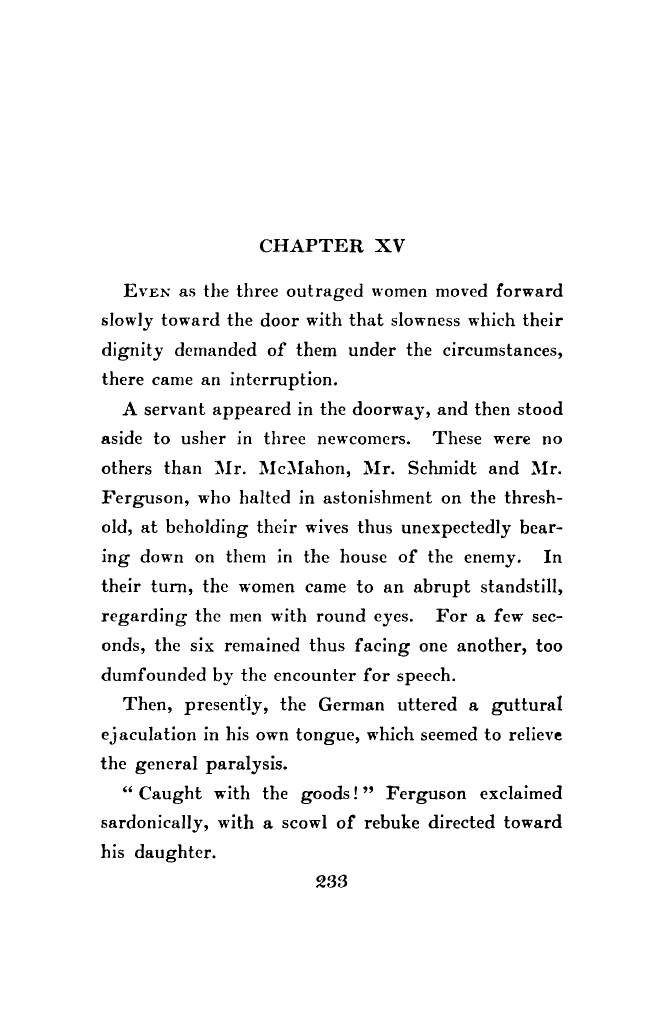 CHAPTER XV
EVEN as the three outraged women moved forward
slowly toward the door with that slowness which their
dignity demanded of them under the circumstances,
there came an interruption.
A servant appeared in the doorway, and then stood
aside to usher in three newcomers. These were no
others than Mr. McMahon, Mr. Schmidt and Mr.
Ferguson, who halted in astonishment on the thresh-
old, at beholding their wives thus unexpectedly bear-
ing down on them in the house of the enemy. In
their turn, the women came to an abrupt standstill,
regarding the men with round eyes. For a few sec-
onds, the six remained thus facing one another, too
dumfounded by the encounter for speech.
Then, presently, the German uttered a guttural
ejaculation in his own tongue, which seemed to relieve
the general paralysis.
" Caught with the goods! " Ferguson exclaimed
sardonically, with a scowl of rebuke directed toward
his daughter.
233